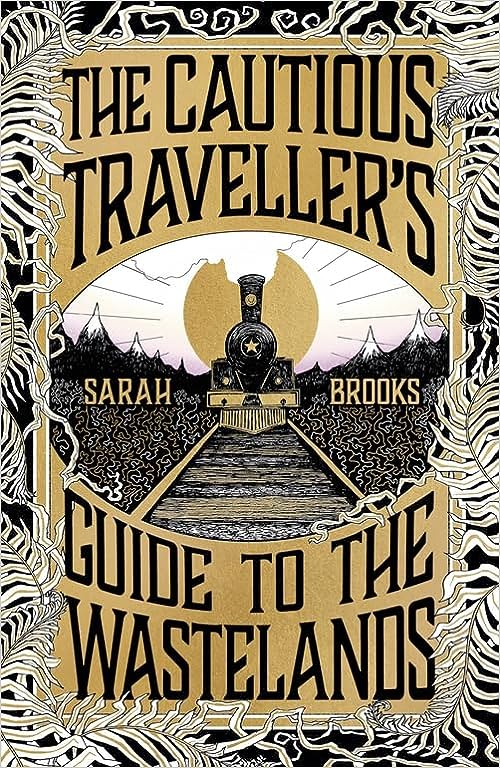 THE CAUTIOUS
TRAVELLER'S
SARAH BROOKS
GUIDE TO THE
WASTELANDS